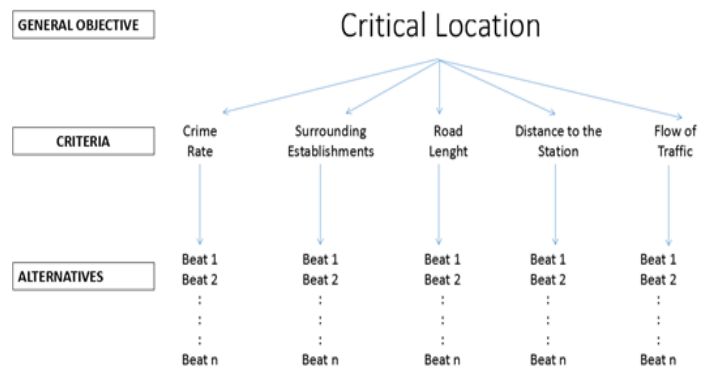 GENERAL OBJECTIVE
Critical Location
CRITERIA
Crime
Rate
Surrounding
Establishments
Road
Lenght
Distance to the
Station
Flow of
Traffic
ALTERNATIVES
Beat 1
Beat 2
:
:
:
Beat n
Beat 1
Beat 2
:
:
:
Beat n
Beat 1
Beat 2
:
:
:
Beat n
Beat 1
Beat 2
:
:
:
Beat n
Beat 1
Beat 2
:
:
:
Beat n